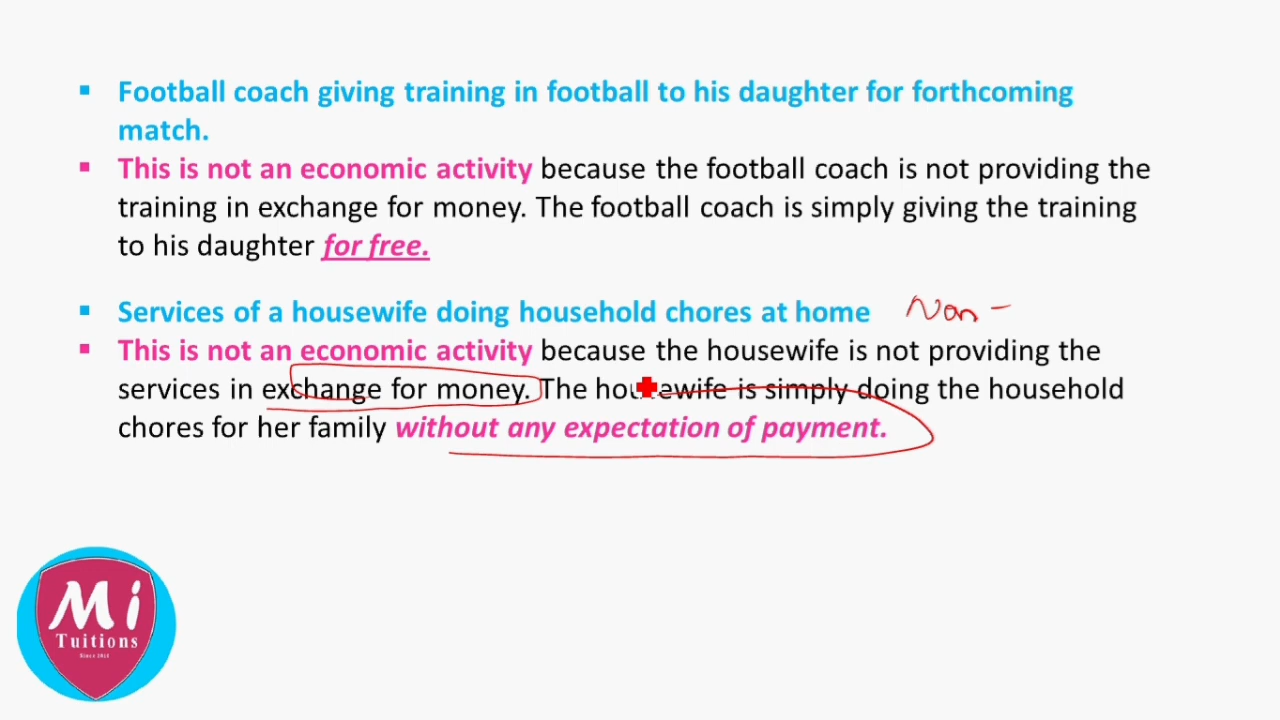 ▪ Football coach giving training in football to his daughter for forthcoming
match.
▪ This is not an economic activity because the football coach is not providing the
training in exchange for money. The football coach is simply giving the training
to his daughter for free.
▪ Services of a housewife doing household chores at home Non -
▪ This is not an economic activity because the housewife is not providing the
services in exchange for money. The housewife is simply doing the household
chores for her family without any expectation of payment.
Mi
Tuitions
Since 2011